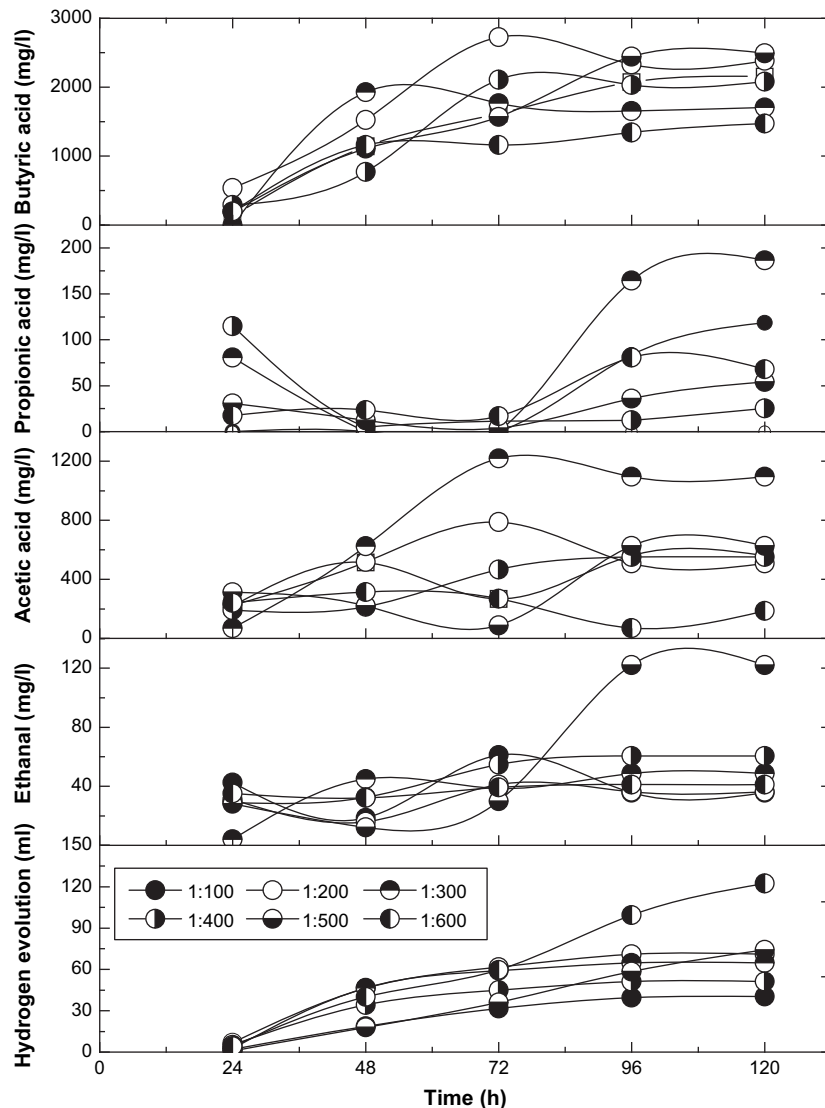 3000
2000
1000
0
Butyric acid (mg/l)
200
150
100
50
0
Propionic acid (mg/l)
1200
800
400
0
Acetic acid (mg/l)
120
80
40
Ethanal (mg/l)
150
120
90
60
30
0
Hydrogen evolution (ml)
1:100 1:200 1:300
1:400 1:500 1:600
0 24 48 72 96 120
Time (h)